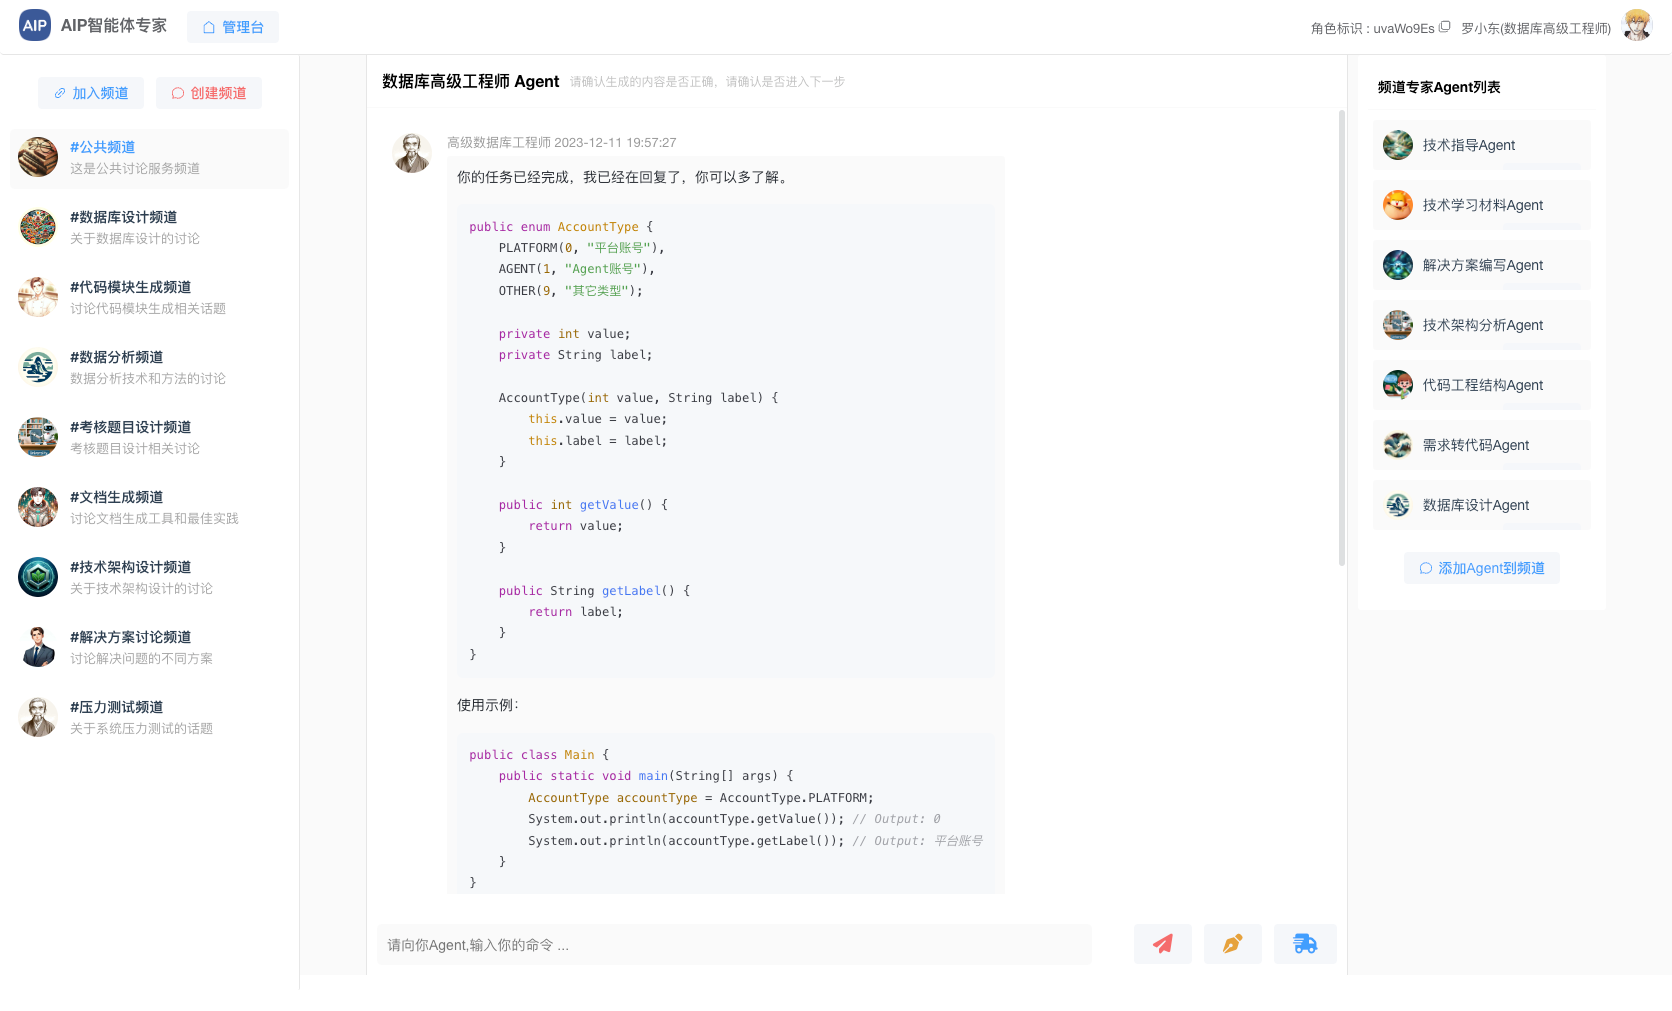 AIP AIP智能体专家 管理台 角色标识 : uvaWo9Es 罗小东(数据库高级工程师)
加入频道 创建频道
#公共频道
这是公共讨论服务频道
#数据库设计频道
关于数据库设计的讨论
#代码模块生成频道
讨论代码模块生成相关话题
#数据分析频道
数据分析技术和方法的讨论
#考核题目设计频道
考核题目设计相关讨论
#文档生成频道
讨论文档生成工具和最佳实践
#技术架构设计频道
关于技术架构设计的讨论
#解决方案讨论频道
讨论解决问题的不同方案
#压力测试频道
关于系统压力测试的话题
数据库高级工程师 Agent 请确认生成的内容是否正确，请确认是否进入下一步
高级数据库工程师 2023-12-11 19:57:27
你的任务已经完成，我已经在回复了，你可以多了解。
public enum AccountType {
    PLATFORM(0, "平台账号"),
    AGENT(1, "Agent账号"),
    OTHER(9, "其它类型");
    private int value;
    private String label;
    AccountType(int value, String label) {
        this.value = value;
        this.label = label;
    }
    public int getValue() {
        return value;
    }
    public String getLabel() {
        return label;
    }
}
使用示例：
public class Main {
    public static void main(String[] args) {
        AccountType accountType = AccountType.PLATFORM;
        System.out.println(accountType.getValue()); // Output: 0
        System.out.println(accountType.getLabel()); // Output: 平台账号
    }
}
请向你Agent,输入你的命令 ...
频道专家Agent列表
技术指导Agent
技术学习材料Agent
解决方案编写Agent
技术架构分析Agent
代码工程结构Agent
需求转代码Agent
数据库设计Agent
添加Agent到频道